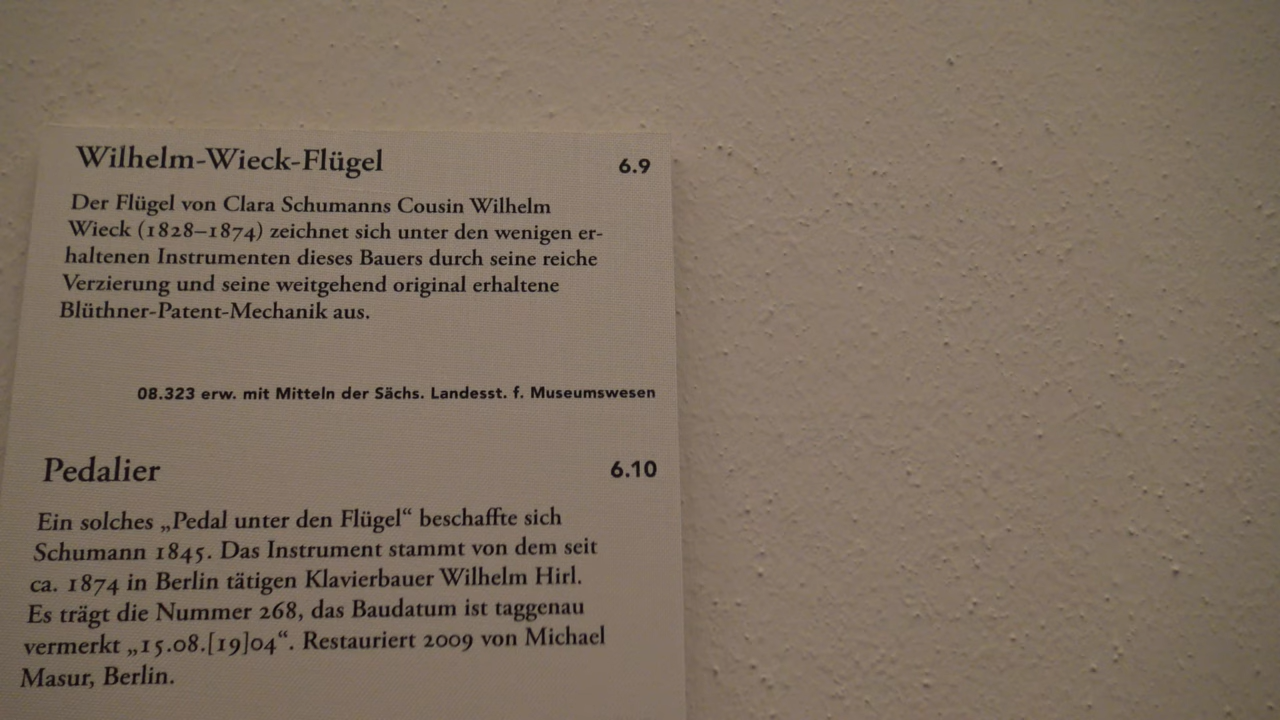 Wilhelm-Wieck-Flügel 6.9
Der Flügel von Clara Schumanns Cousin Wilhelm
Wieck (1828–1874) zeichnet sich unter den wenigen er-
haltenen Instrumenten dieses Bauers durch seine reiche
Verzierung und seine weitgehend original erhaltene
Blüthner-Patent-Mechanik aus.
08.323 erw. mit Mitteln der Sächs. Landesst. f. Museumswesen
Pedalier 6.10
Ein solches „Pedal unter den Flügel“ beschaffte sich
Schumann 1845. Das Instrument stammt von dem seit
ca. 1874 in Berlin tätigen Klavierbauer Wilhelm Hirl.
Es trägt die Nummer 268, das Baudatum ist taggenau
vermerkt „15.08.[19]04“. Restauriert 2009 von Michael
Masur, Berlin.